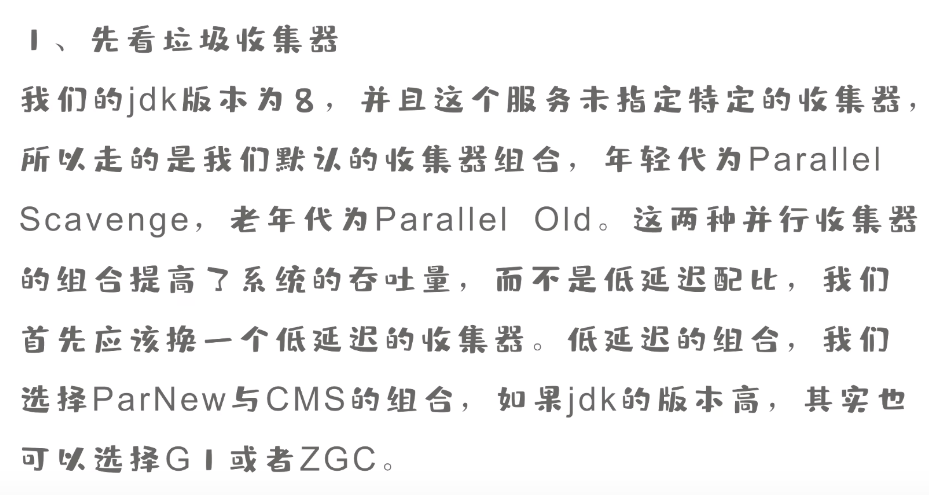 1、先看垃圾收集器
我们的jdk版本为8，并且这个服务未指定特定的收集器，
所以走的是我们默认的收集器组合，年轻代为Parallel
Scavenge，老年代为Parallel Old。这两种并行收集器
的组合提高了系统的吞吐量，而不是低延迟配比，我们
首先应该换一个低延迟的收集器。低延迟的组合，我们
选择ParNew与CMS的组合，如果jdk的版本高，其实也
可以选择G1或者ZGC。